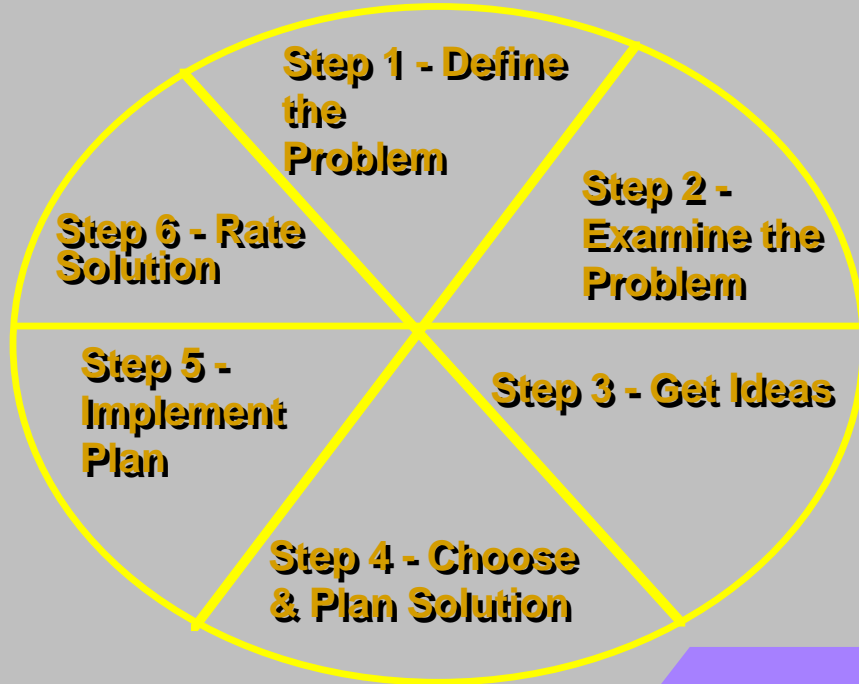 Step 1 - Define
the
Problem
Step 2 -
Examine the
Problem
Step 3 - Get Ideas
Step 4 - Choose
& Plan Solution
Step 5 -
Implement
Plan
Step 6 - Rate
Solution